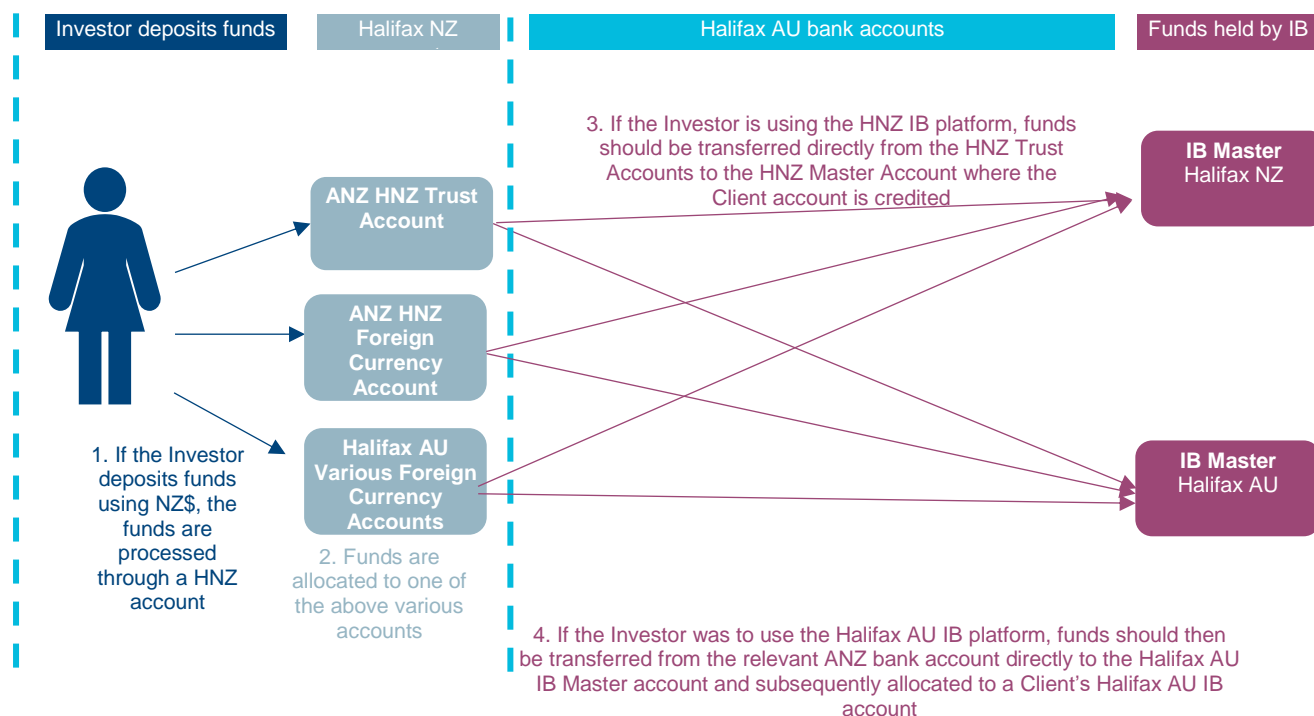 Investor deposits funds
Halifax NZ
Halifax AU bank accounts
Funds held by IB
3. If the Investor is using the HNZ IB platform, funds
should be transferred directly from the HNZ Trust
Accounts to the HNZ Master Account where the
Client account is credited
IB Master
Halifax NZ
ANZ HNZ Trust
Account
ANZ HNZ
Foreign
Currency
Account
Halifax AU
Various Foreign
Currency
Accounts
IB Master
Halifax AU
1. If the Investor
deposits funds
using NZ$, the
funds are
processed
through a HNZ
account
2. Funds are
allocated to one of
the above various
accounts
4. If the Investor was to use the Halifax AU IB platform, funds should then
be transferred from the relevant ANZ bank account directly to the Halifax AU
IB Master account and subsequently allocated to a Client's Halifax AU IB
account